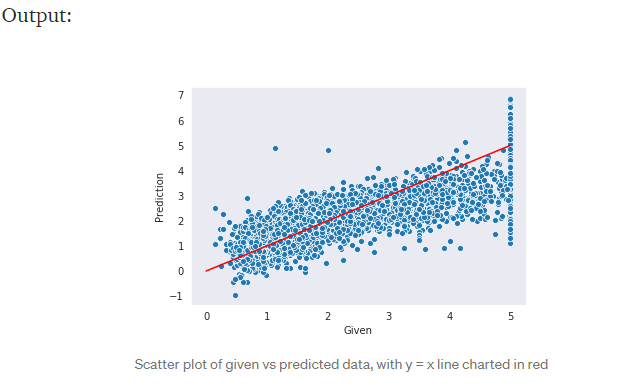 Output:
7
6
5
4
3
2
1
0
−1
Prediction
0 1 2 3 4 5
Given
Scatter plot of given vs predicted data, with y = x line charted in red